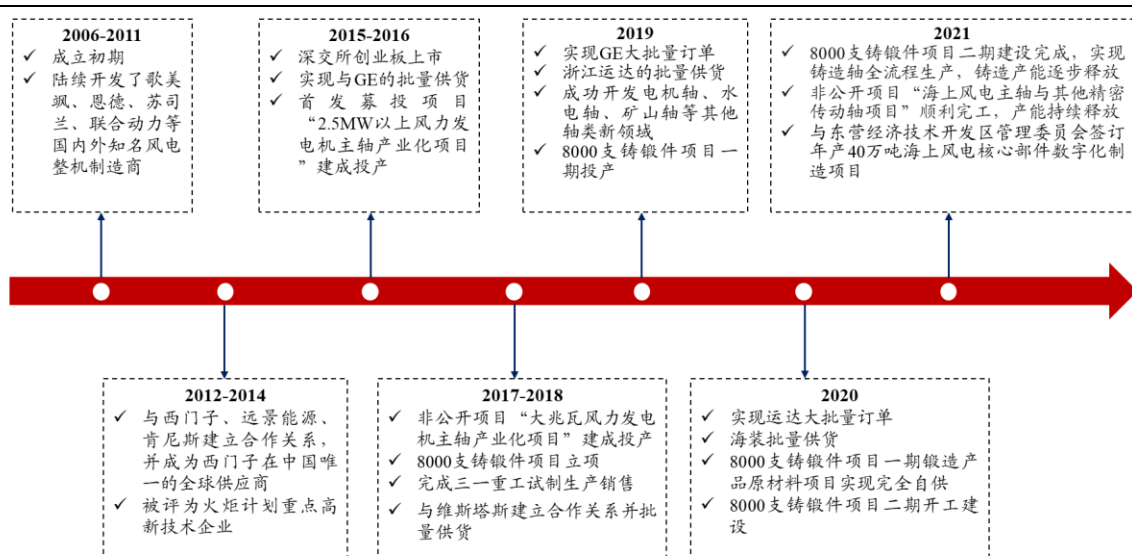 2006-2011
✓ 成立初期
✓ 陆续开发了歌美
飒、恩德、苏司
兰、联合动力等
国内外知名风电
整机制造商
2015-2016
✓ 深交所创业板上市
✓ 实现与GE的批量供货
✓ 首发募投项目
“2.5MW以上风力发
电机主轴产业化项目
”建成投产
2019
✓ 实现GE大批量订单
✓ 浙江运达的批量供货
✓ 成功开发电机轴、水
电轴、矿山轴等其他
轴类新领域
✓ 8000支铸锻件项目一
期投产
2021
✓ 8000支铸锻件项目二期建设完成，实现
铸造轴全流程生产，铸造产能逐步释放
✓ 非公开项目“海上风电主轴与其他精密
传动轴项目”顺利完工，产能持续释放
✓ 与东营经济技术开发区管理委员会签订
年产40万吨海上风电核心部件数字化制
造项目
2012-2014
✓ 与西门子、远景能源、
肯尼斯建立合作关系，
并成为西门子在中国唯
一的全球供应商
✓ 被评为火炬计划重点高
新技术企业
2017-2018
✓ 非公开项目“大兆瓦风力发电
机主轴产业化项目”建成投产
✓ 8000支铸锻件项目立项
✓ 完成三一重工试制生产销售
✓ 与维斯塔斯建立合作关系并批
量供货
2020
✓ 实现运达大批量订单
✓ 海装批量供货
✓ 8000支铸锻件项目一期锻造产
品原材料项目实现完全自供
✓ 8000支铸锻件项目二期开工建
设